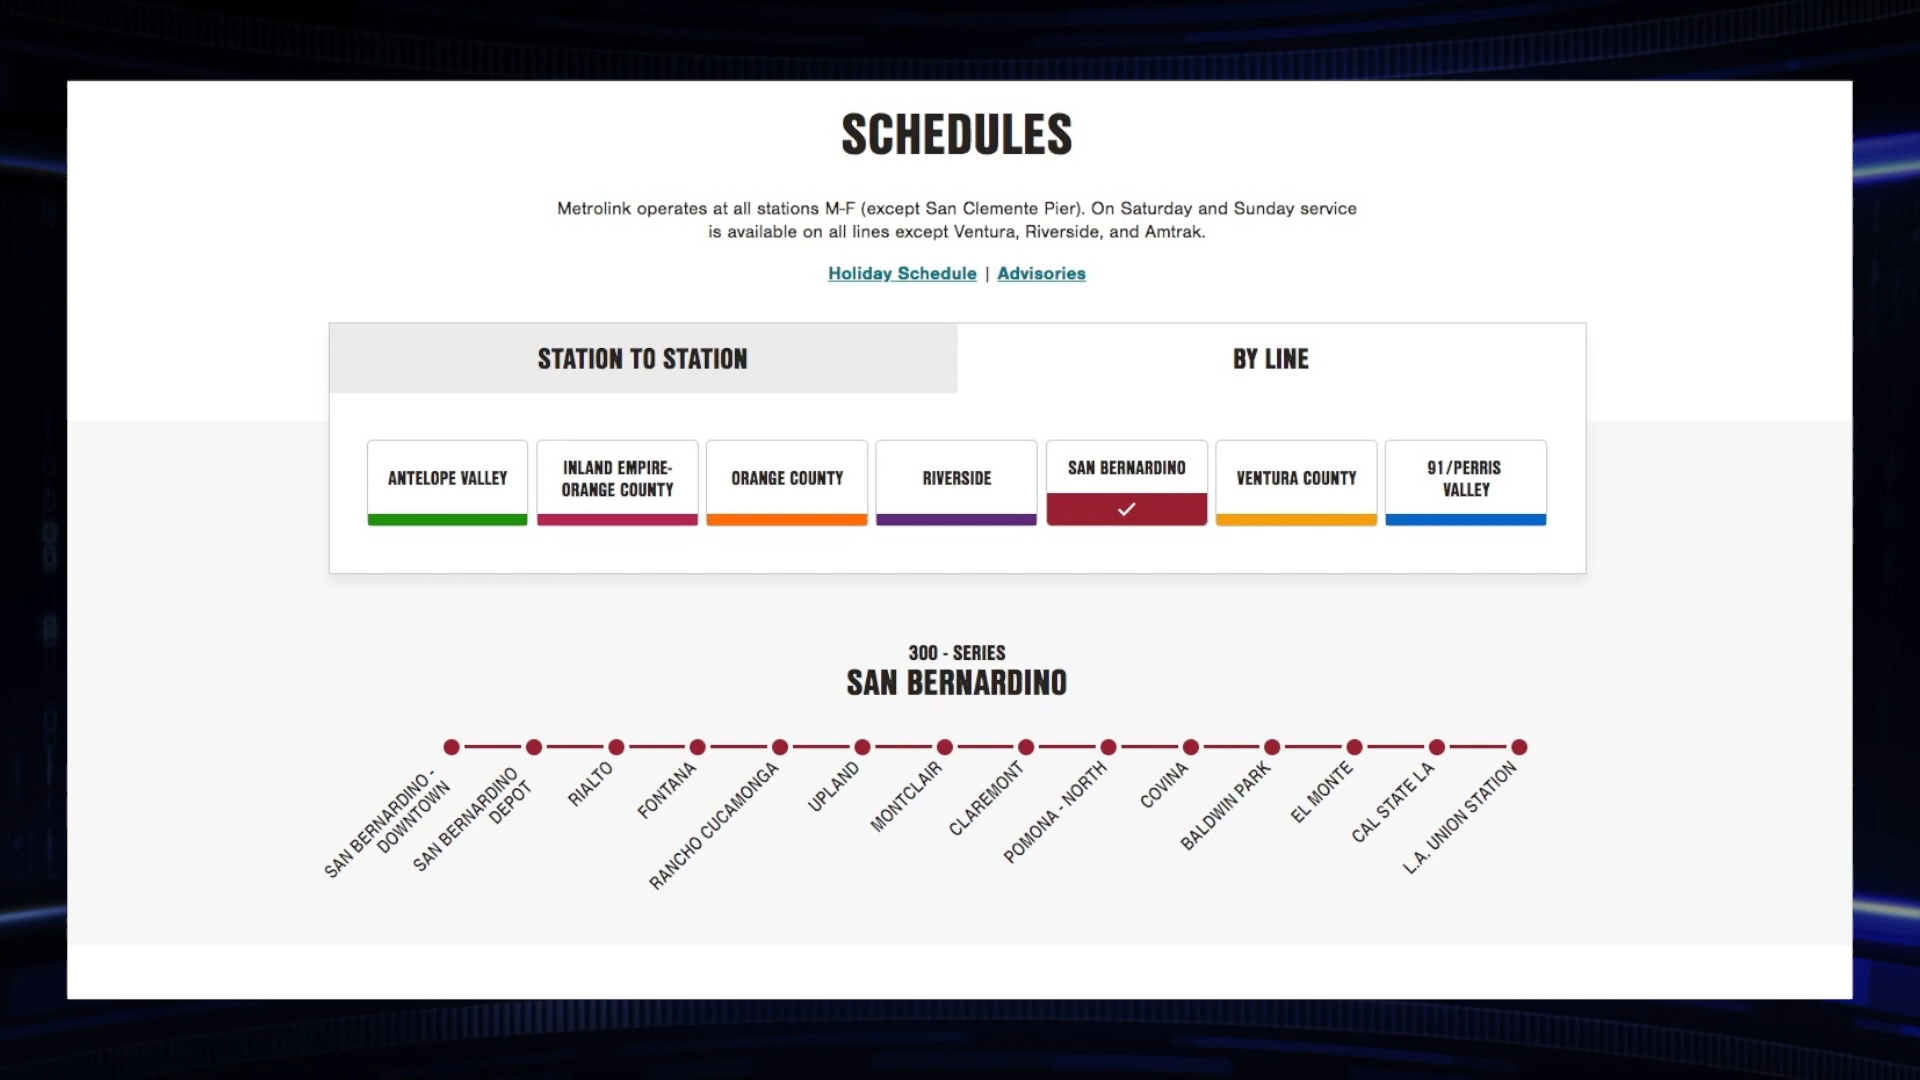 SCHEDULES
Metrolink operates at all stations M-F (except San Clemente Pier). On Saturday and Sunday service
is available on all lines except Ventura, Riverside, and Amtrak.
Holiday Schedule | Advisories
STATION TO STATION
BY LINE
ANTELOPE VALLEY
INLAND EMPIRE-
ORANGE COUNTY
ORANGE COUNTY
RIVERSIDE
SAN BERNARDINO
VENTURA COUNTY
91/PERRIS
VALLEY
300 - SERIES
SAN BERNARDINO
SAN BERNARDINO -
DOWNTOWN
SAN BERNARDINO
DEPOT
RIALTO
FONTANA
RANCHO CUCAMONGA
UPLAND
MONTCLAIR
CLAREMONT
POMONA - NORTH
COVINA
BALDWIN PARK
EL MONTE
CAL STATE LA
L.A. UNION STATION